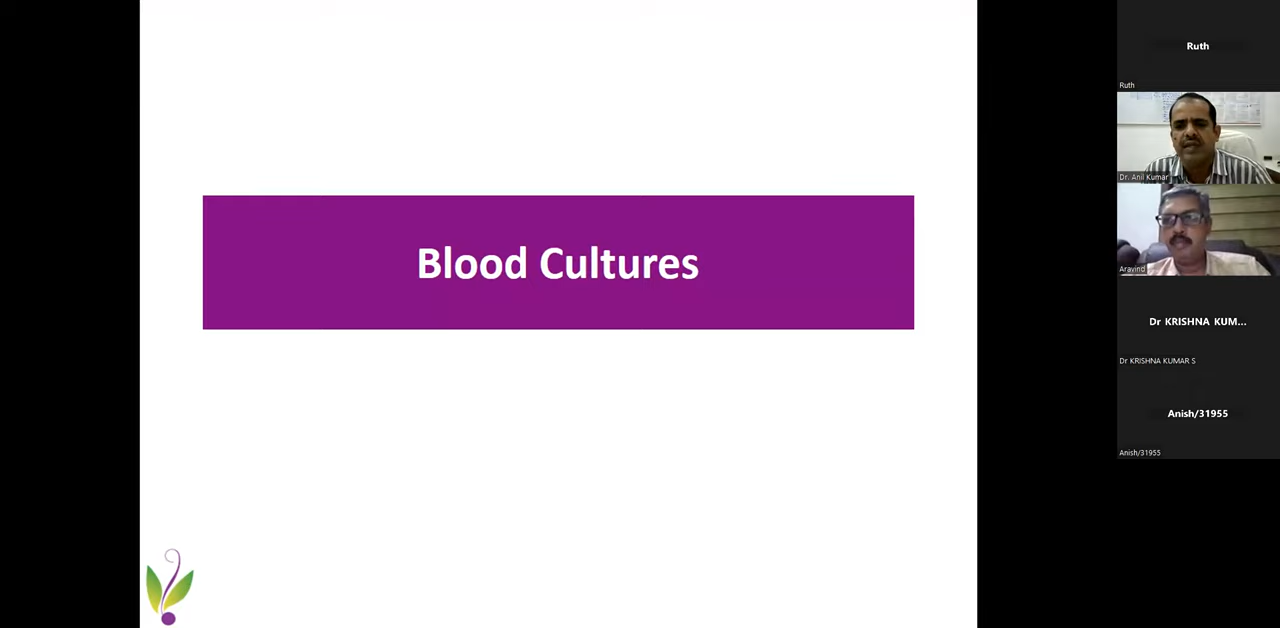 Blood Cultures
Ruth
Ruth
Dr. Anil Kumar
Aravind
Dr KRISHNA KUM...
Dr KRISHNA KUMAR S
Anish/31955
Anish/31955